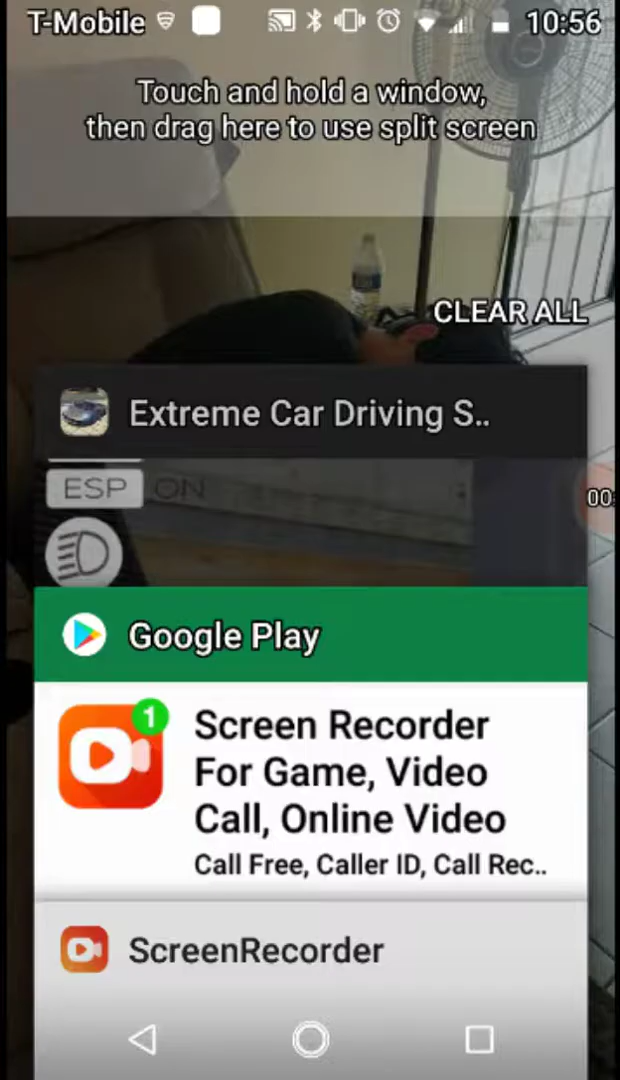 T-Mobile 10:56
Touch and hold a window,
then drag here to use split screen
CLEAR ALL
Extreme Car Driving S..
ESP ON
00:
Google Play
1
Screen Recorder
For Game, Video
Call, Online Video
Call Free, Caller ID, Call Rec..
ScreenRecorder